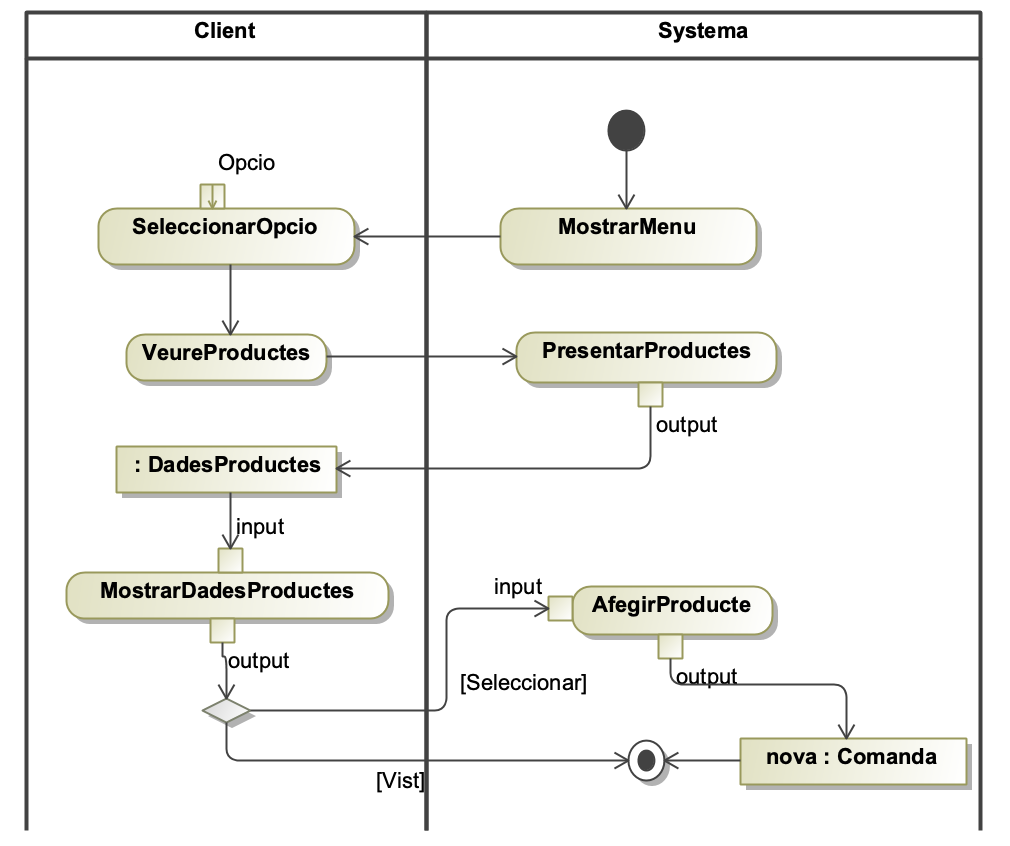 Client
Systema
Opcio
SeleccionarOpcio
MostrarMenu
VeureProductes
PresentarProductes
output
: DadesProductes
input
MostrarDadesProductes
input
AfegirProducte
output
[Seleccionar]
output
nova : Comanda
[Vist]